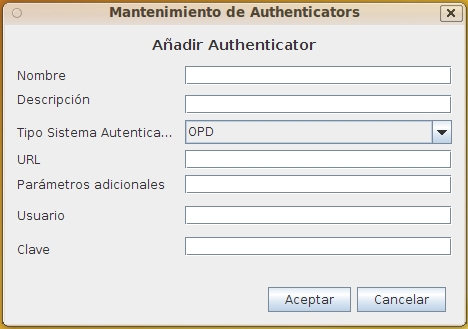 Mantenimiento de Authenticators
Añadir Authenticator
Nombre
Descripción
Tipo Sistema Autentica... OPD
URL
Parámetros adicionales
Usuario
Clave
Aceptar Cancelar